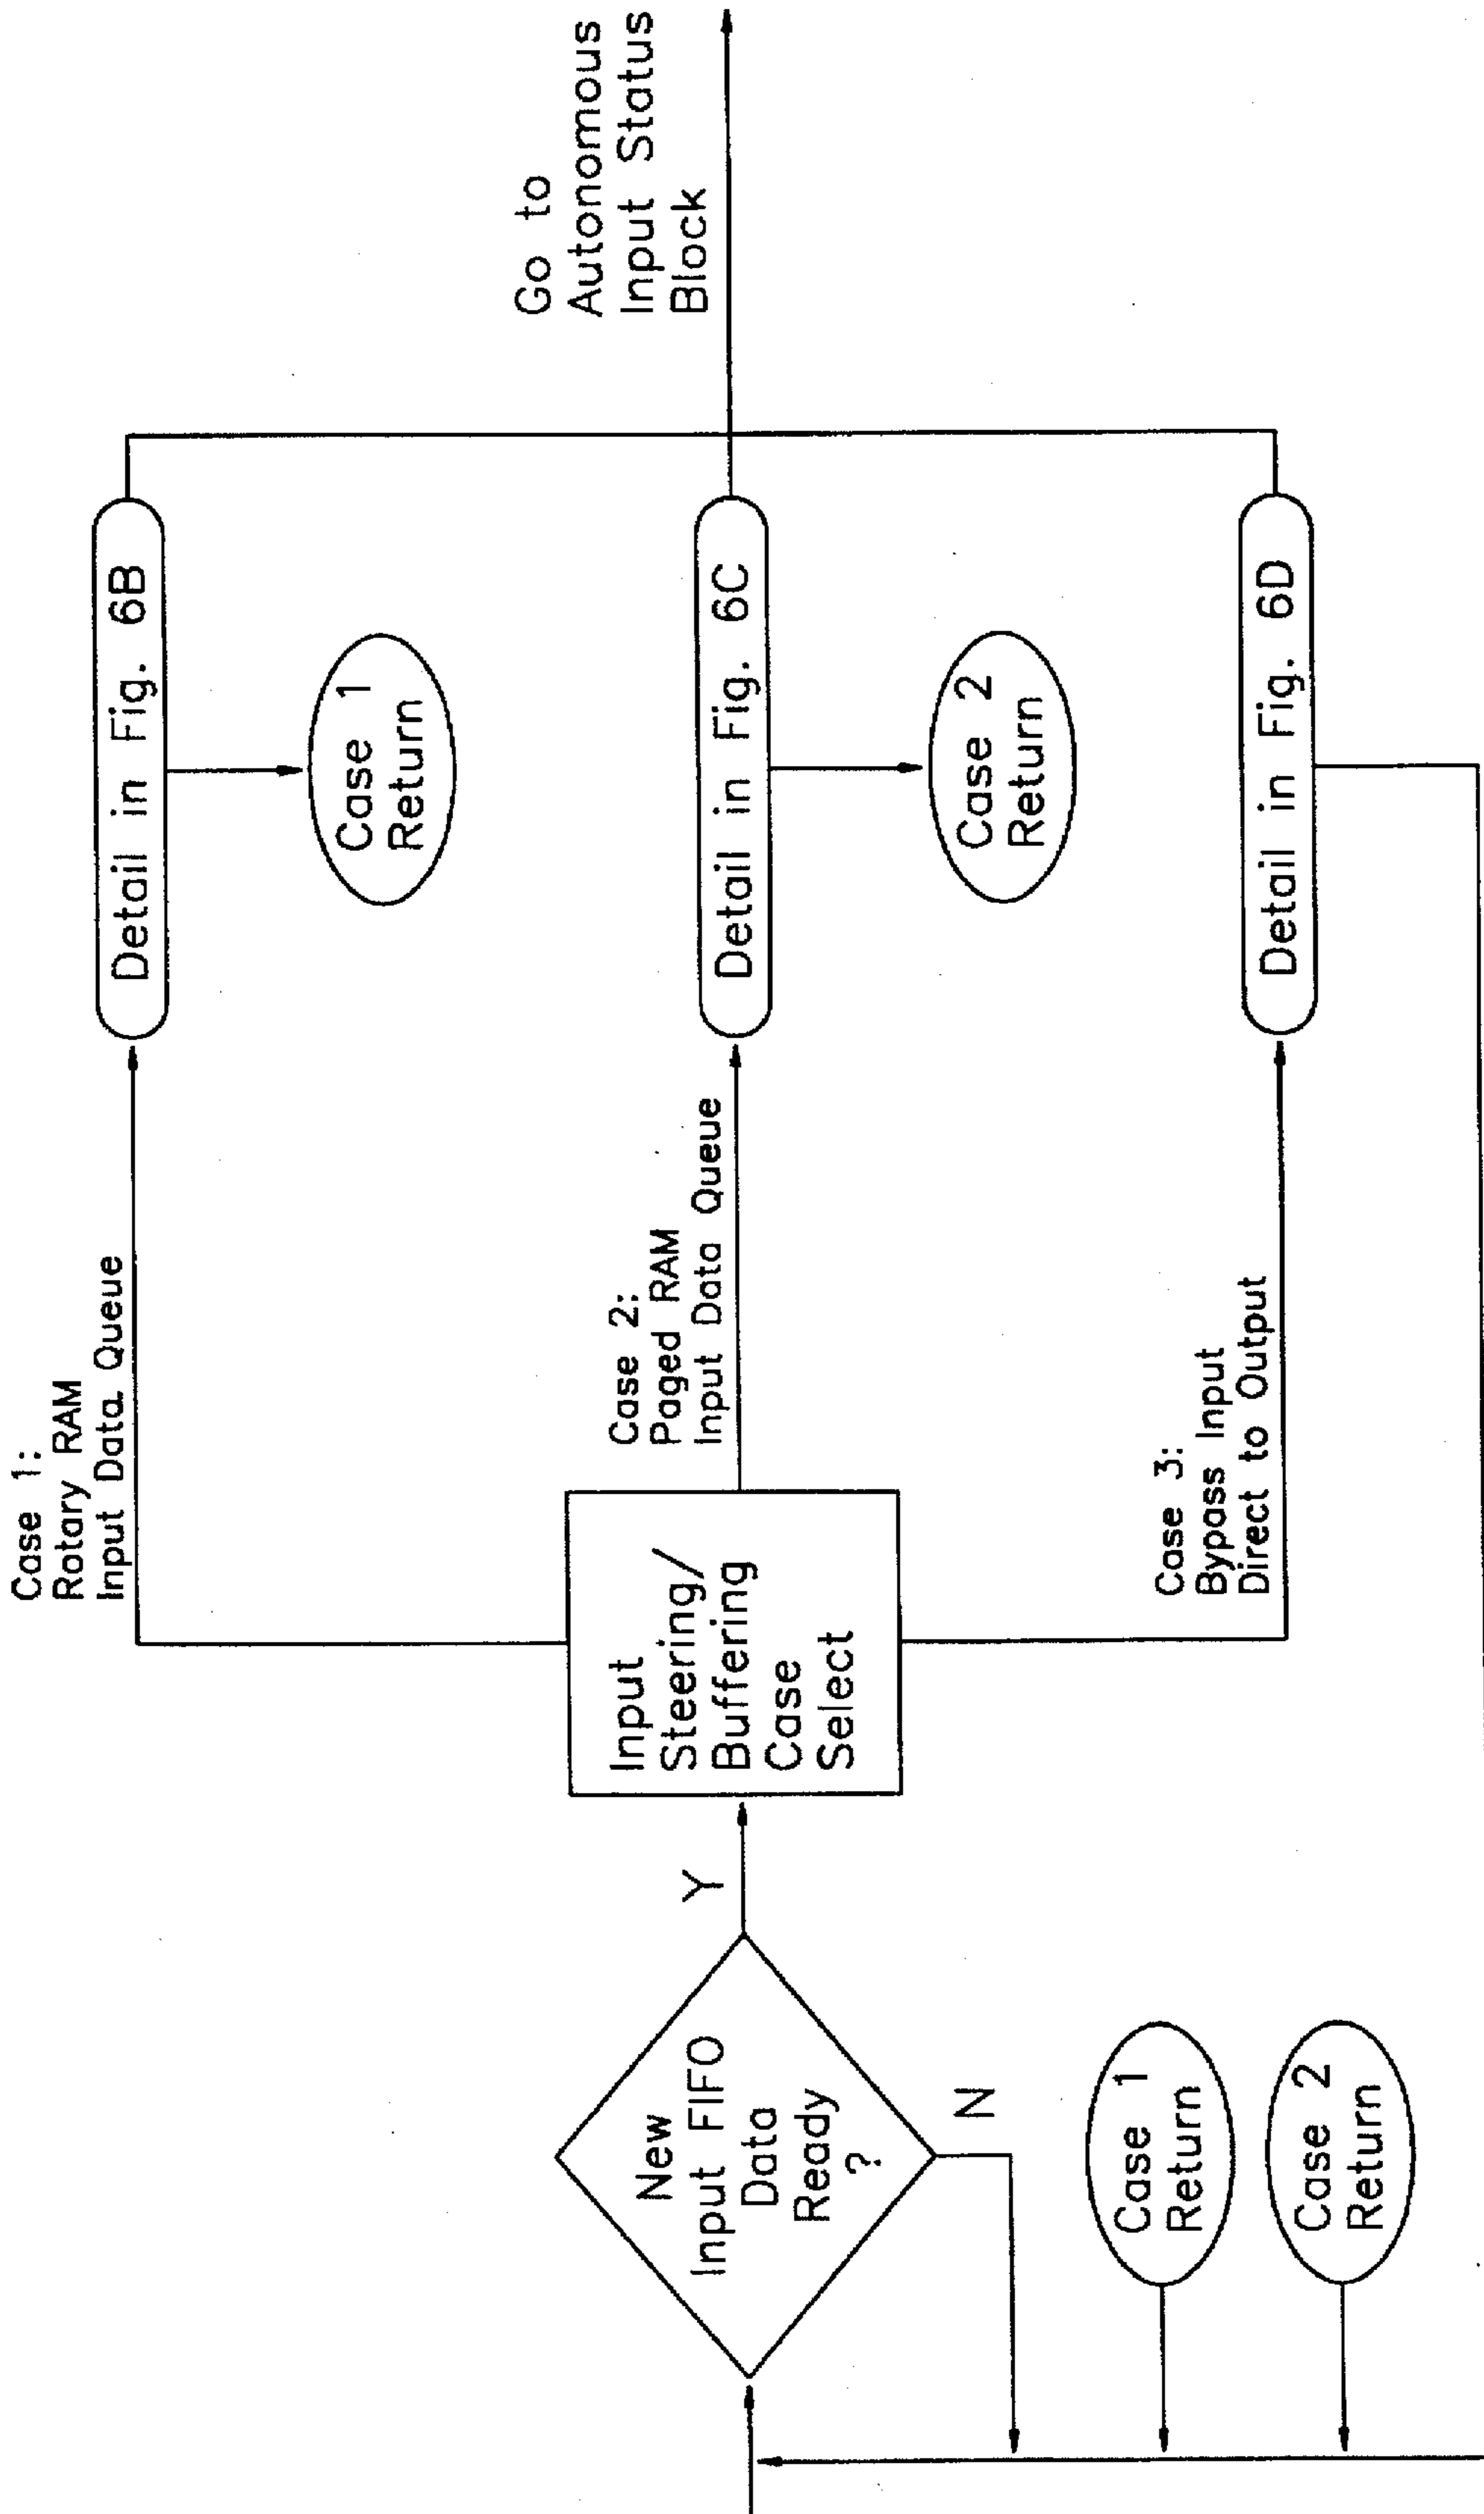 New
Input FIFO
Data
Ready
?
Y
N
Case 1
Return
Case 2
Return
Input
Steering/
Buffering
Case
Select
Case 1:
Rotary RAM
Input Data Queue
Case 2:
Paged RAM
Input Data Queue
Case 3:
Bypass Input
Direct to Output
Detail in Fig. 6B
Case 1
Return
Detail in Fig. 6C
Case 2
Return
Detail in Fig. 6D
Go to
Autonomous
Input Status
Block